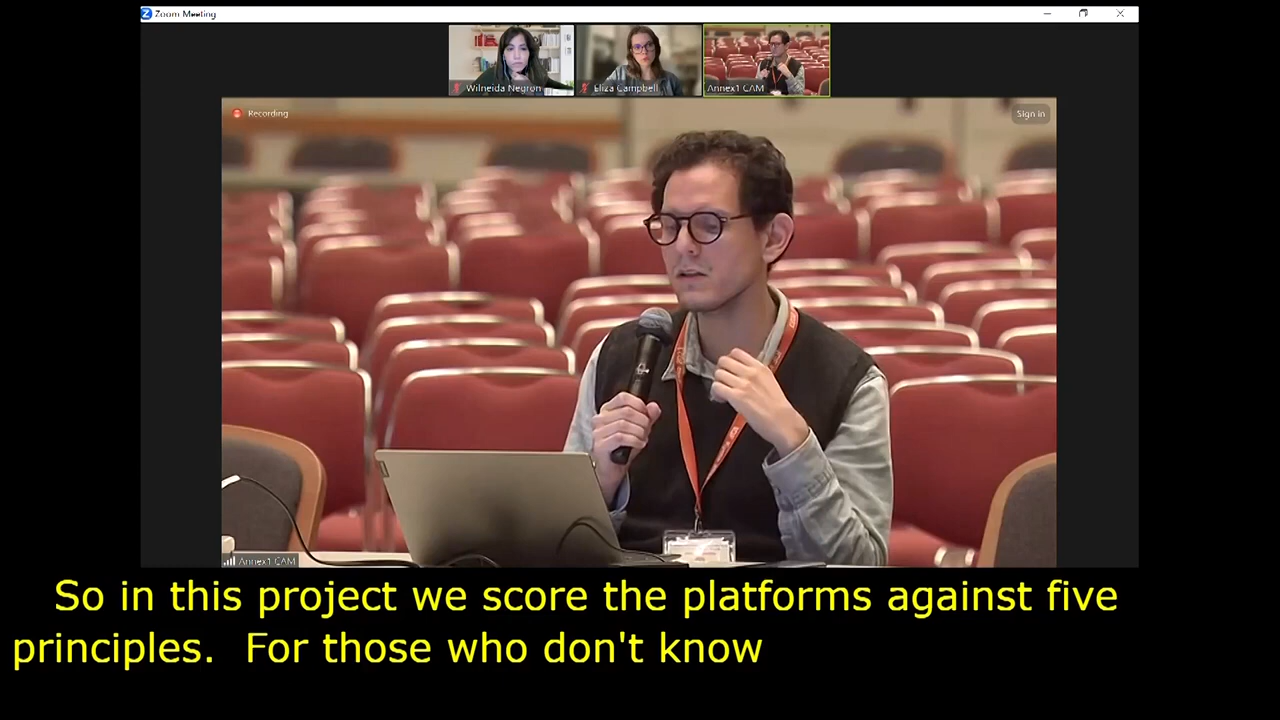 Zoom Meeting
Wilneida Negron
Eliza Campbell
Annex1 CAM
Recording
Sign in
Annex1 CAM
So in this project we score the platforms against five
principles.  For those who don't know